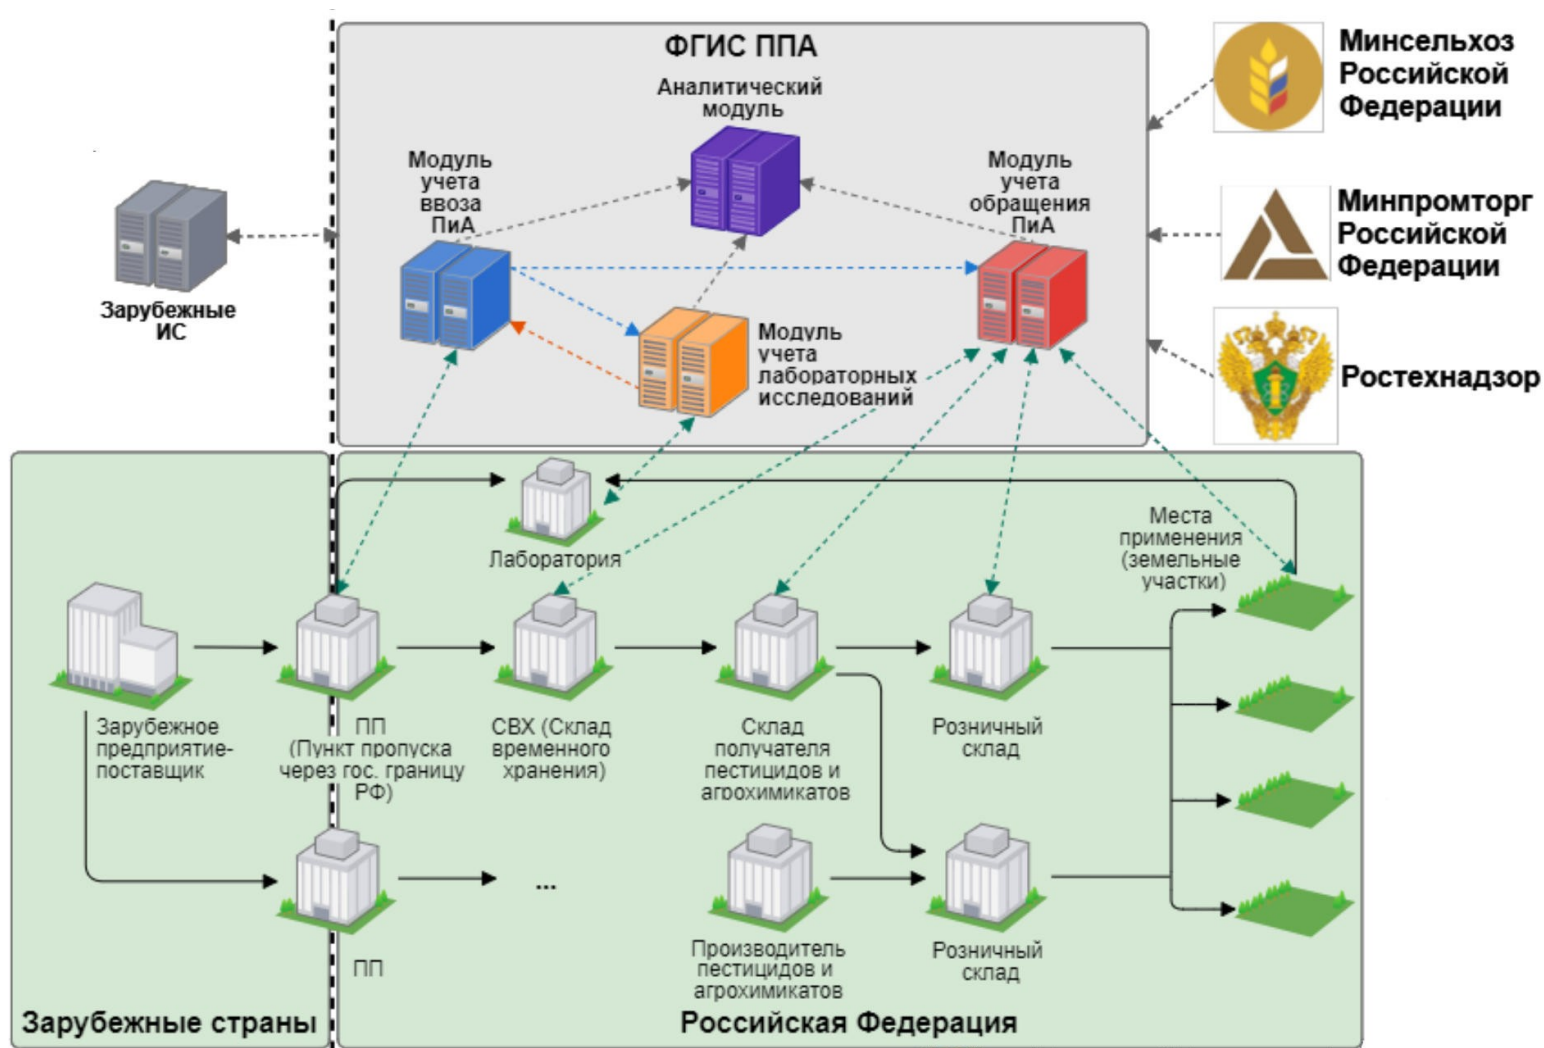 ФГИС ППА
Аналитический
модуль
Модуль
учета
ввоза
ПиА
Модуль
учета
обращения
ПиА
Модуль
учета
лабораторных
исследований
Зарубежные
ИС
Минсельхоз
Российской
Федерации
Минпромторг
Российской
Федерации
Ростехнадзор
Лаборатория
Места
применения
(земельные
участки)
Зарубежное
предприятие-
поставщик
ПП
(Пункт пропуска
через гос. границу
РФ)
СВХ (Склад
временного
хранения)
Склад
получателя
пестицидов и
агрохимикатов
Розничный
склад
...
ПП
Производитель
пестицидов и
агрохимикатов
Розничный
склад
Зарубежные страны
Российская Федерация